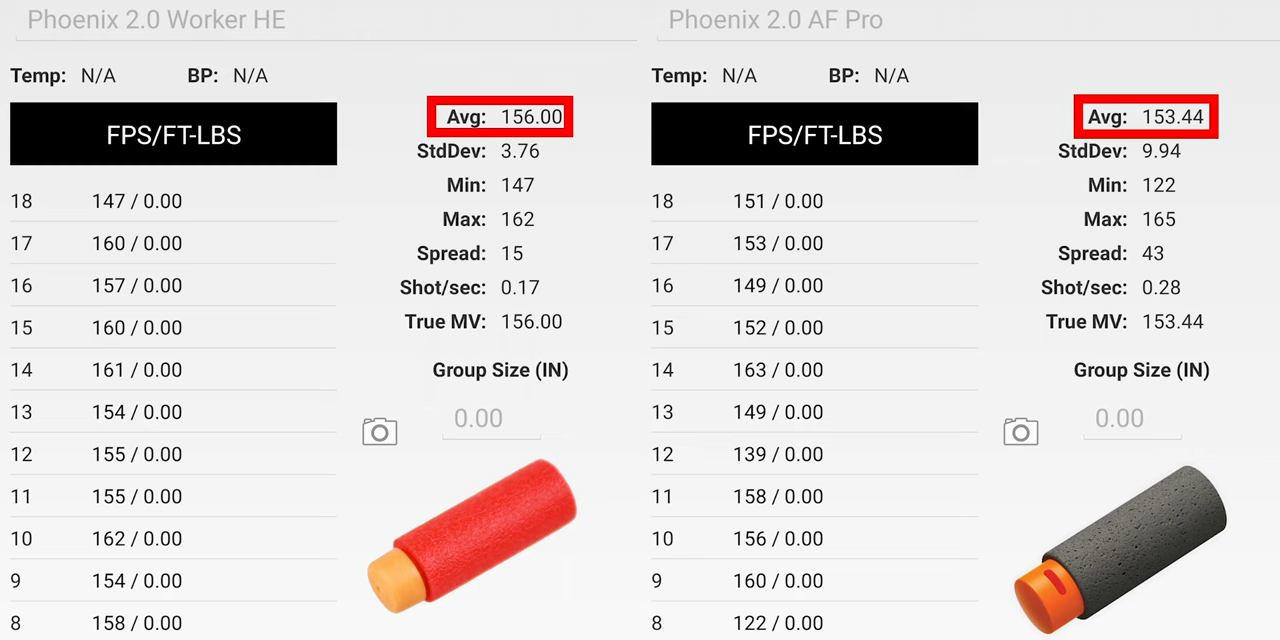 Phoenix 2.0 Worker HE
Temp: N/A BP: N/A
FPS/FT-LBS
Avg: 156.00
StdDev: 3.76
Min: 147
Max: 162
Spread: 15
Shot/sec: 0.17
True MV: 156.00
Group Size (IN)
0.00
18 147 / 0.00
17 160 / 0.00
16 157 / 0.00
15 160 / 0.00
14 161 / 0.00
13 154 / 0.00
12 155 / 0.00
11 155 / 0.00
10 162 / 0.00
9 154 / 0.00
8 158 / 0.00
Phoenix 2.0 AF Pro
Temp: N/A BP: N/A
FPS/FT-LBS
Avg: 153.44
StdDev: 9.94
Min: 122
Max: 165
Spread: 43
Shot/sec: 0.28
True MV: 153.44
Group Size (IN)
0.00
18 151 / 0.00
17 153 / 0.00
16 149 / 0.00
15 152 / 0.00
14 163 / 0.00
13 149 / 0.00
12 139 / 0.00
11 158 / 0.00
10 156 / 0.00
9 160 / 0.00
8 122 / 0.00